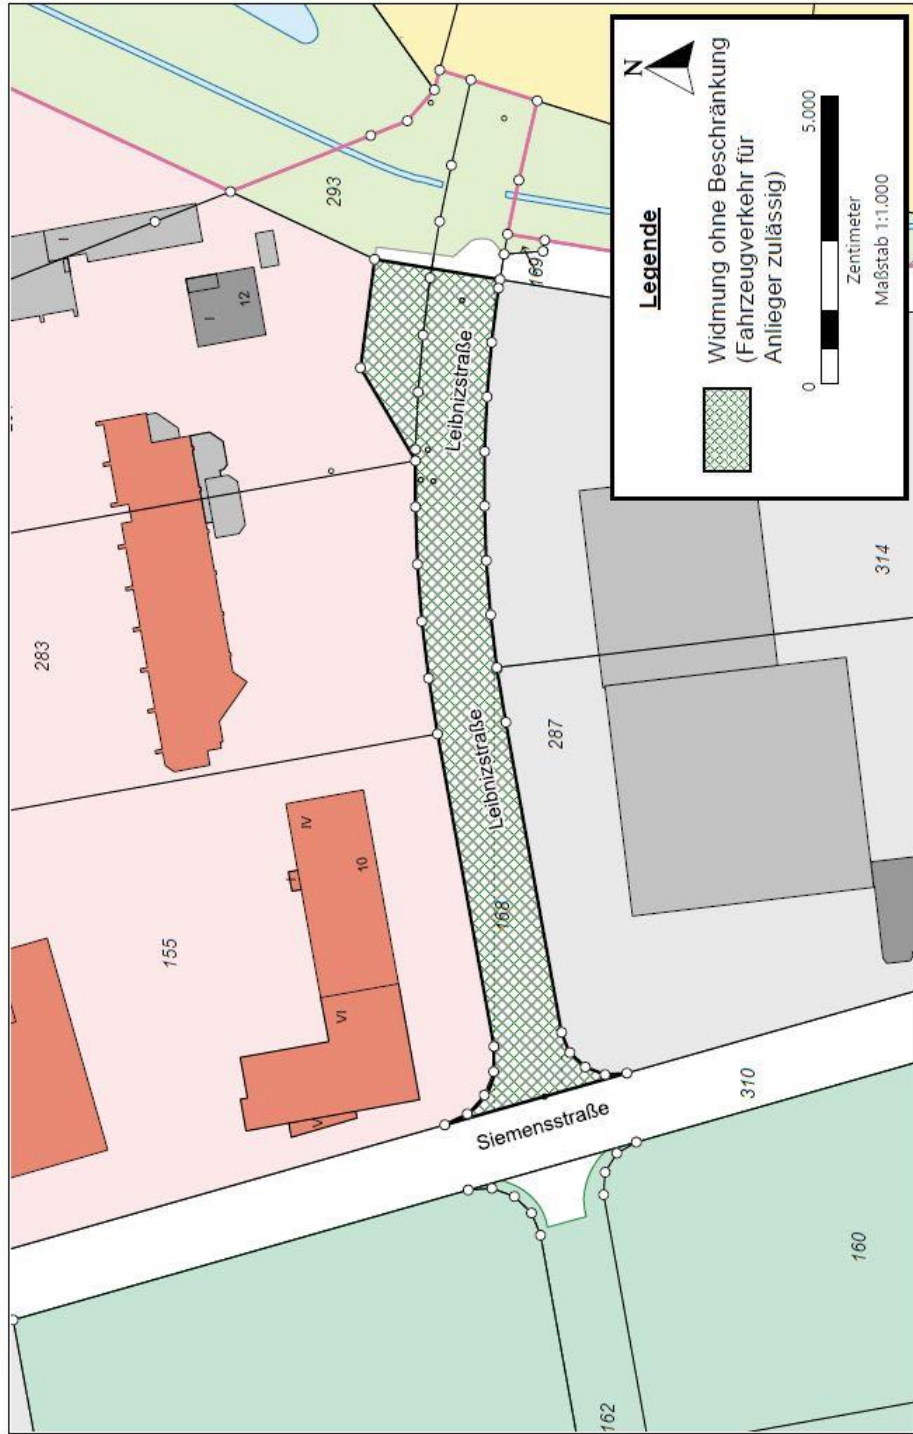 N
Legende
Widmung ohne Beschränkung
(Fahrzeugverkehr für
Anlieger zulässig)
0
5.000
Zentimeter
Maßstab 1:1.000
293
169
I
I
12
283
Leibnizstraße
Leibnizstraße
168
287
314
155
IV
10
VI
V
Siemensstraße
310
160
162